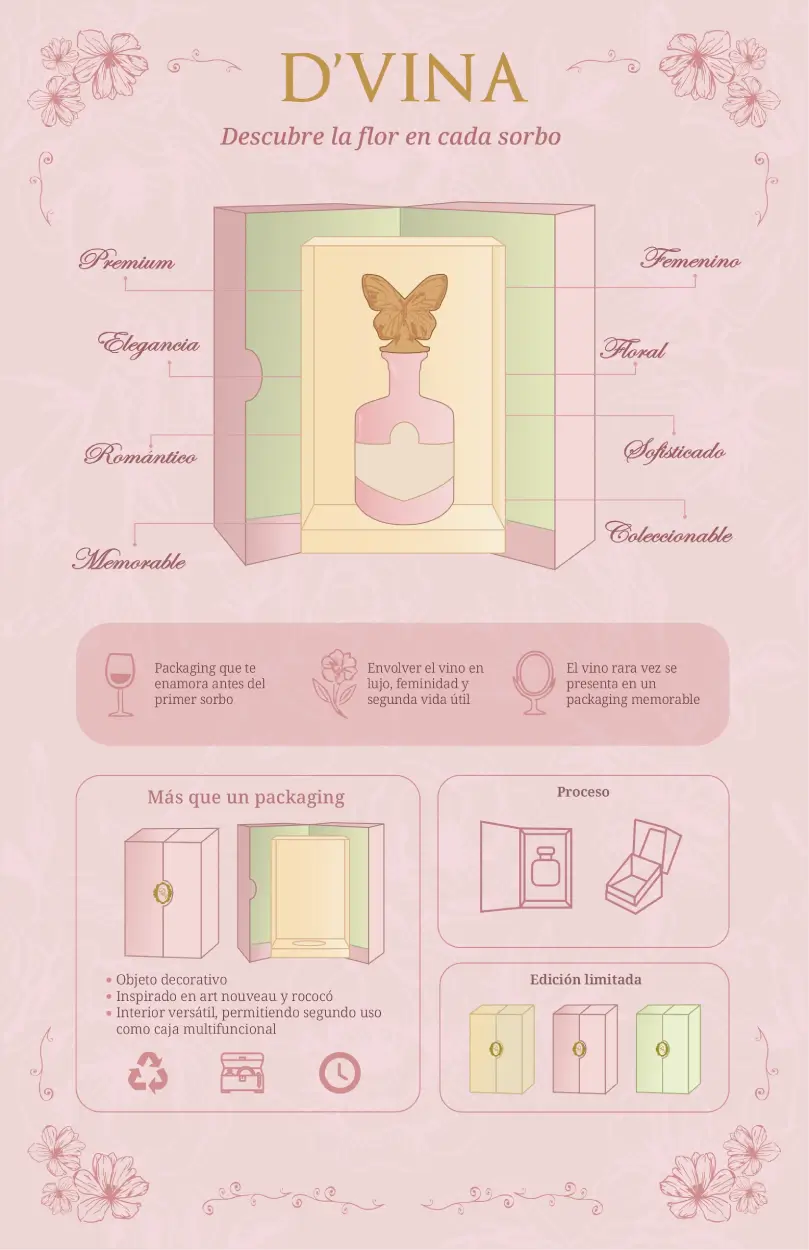 D'VINA
Descubre la flor en cada sorbo
Premium
Femenino
Elegancia
Floral
Romántico
Sofisticado
Memorable
Coleccionable
Packaging que te
enamora antes del
primer sorbo
Envolver el vino en
lujo, feminidad y
segunda vida útil
El vino rara vez se
presenta en un
packaging memorable
Más que un packaging
• Objeto decorativo
• Inspirado en art nouveau y rococó
• Interior versátil, permitiendo segundo uso
como caja multifuncional
Proceso
Edición limitada